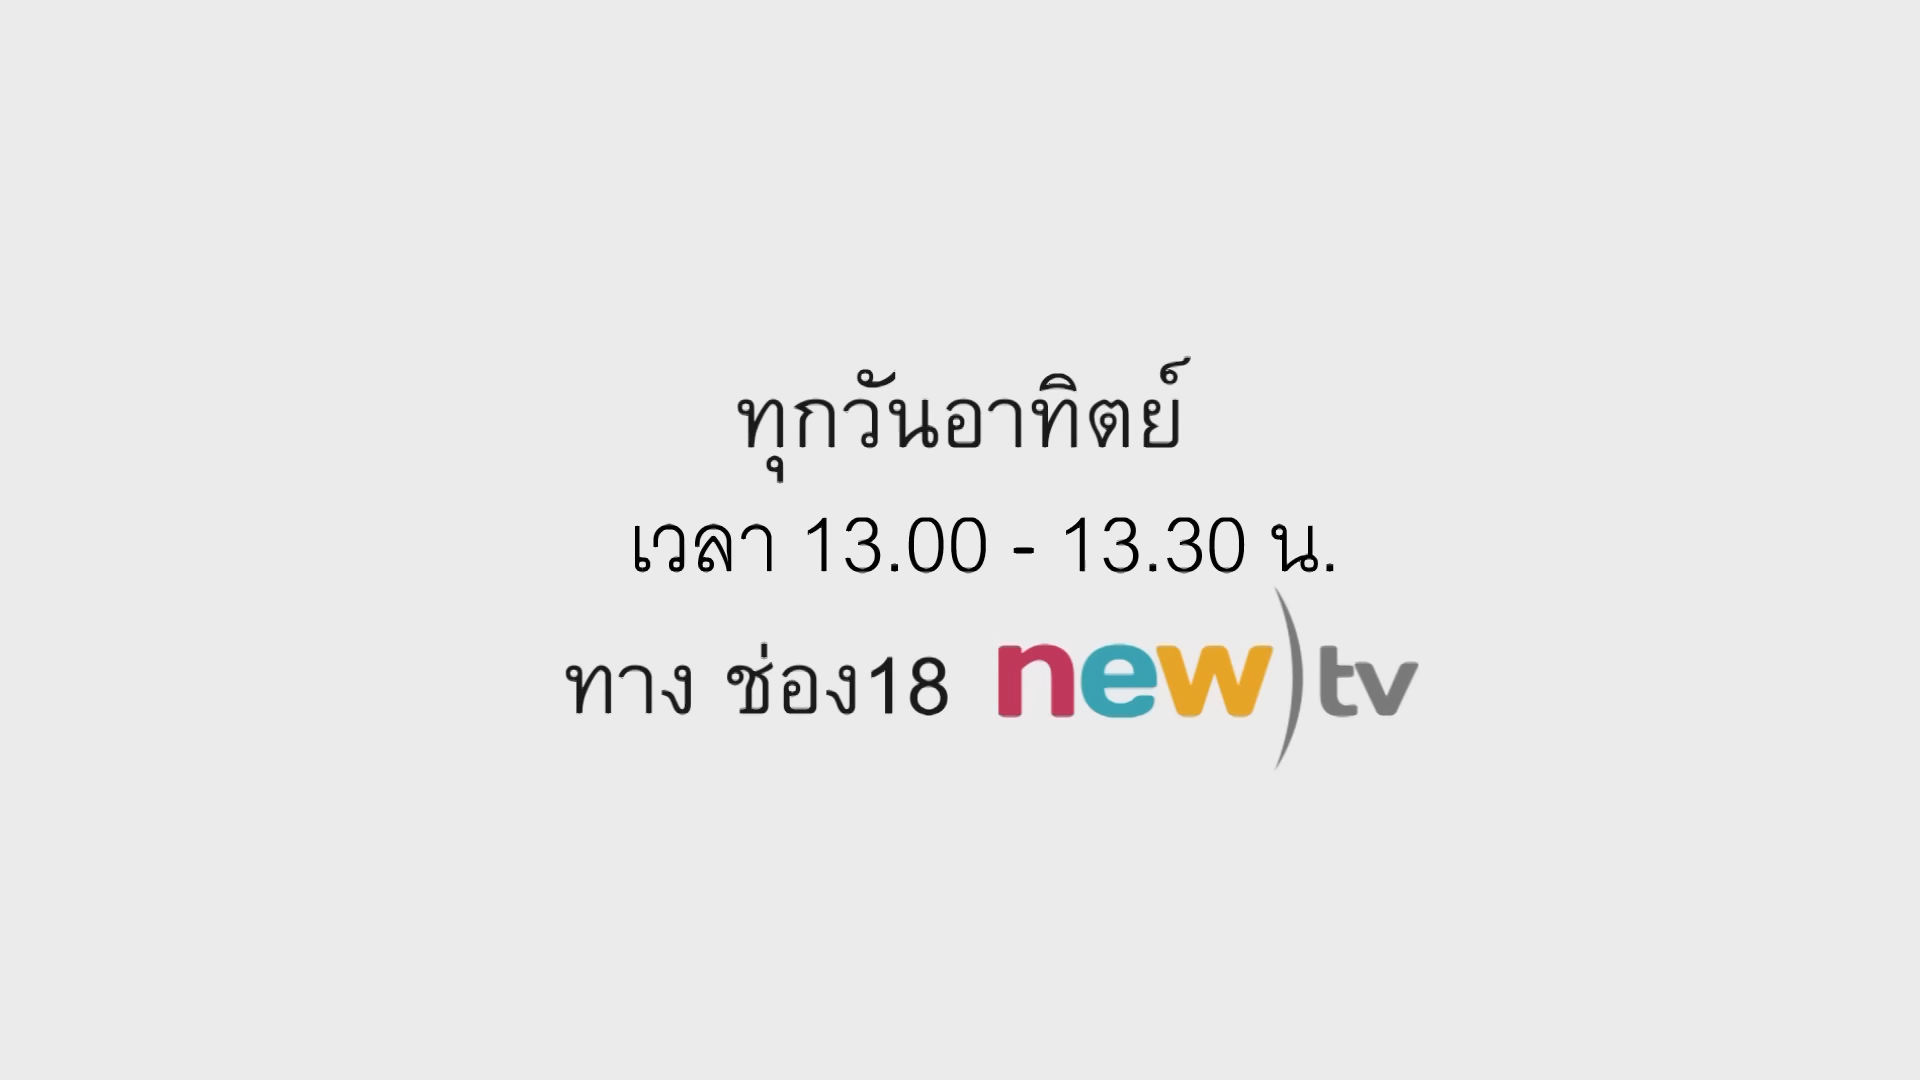 ทุกวันอาทิตย์
เวลา 13.00 - 13.30 น.
ทาง ช่อง18 new)tv